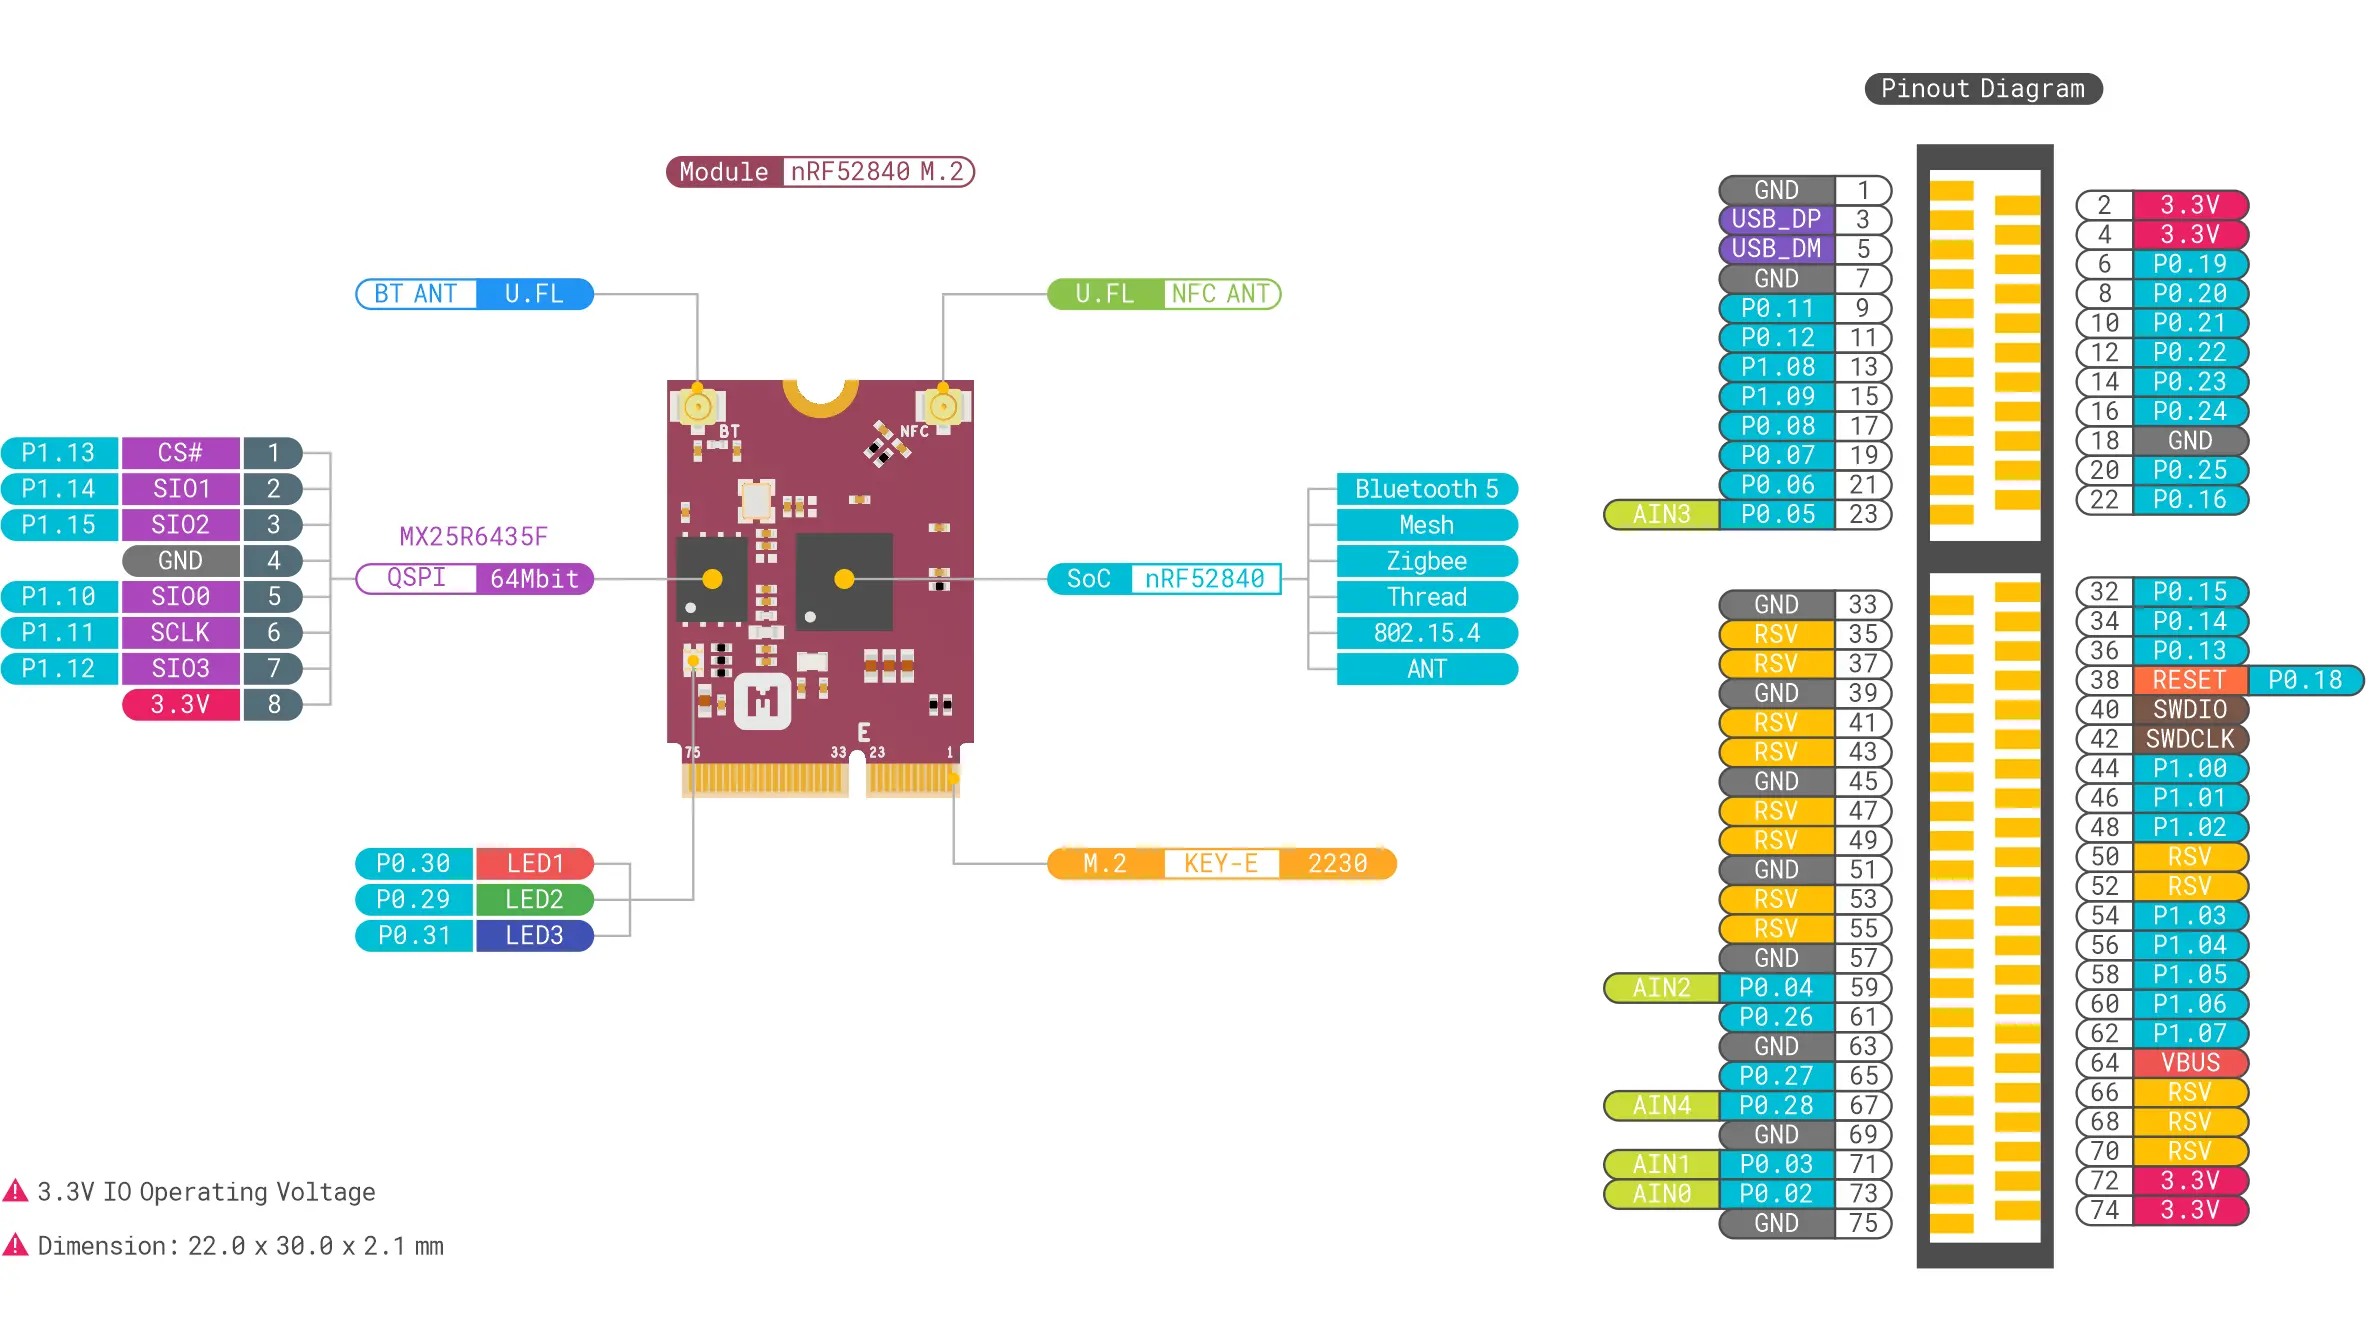 Pinout Diagram
Module nRF52840 M.2
BT ANT U.FL
U.FL NFC ANT
BT
NFC
P1.13 CS# 1
P1.14 SIO1 2
P1.15 SIO2 3
GND 4
P1.10 SIO0 5
P1.11 SCLK 6
P1.12 SIO3 7
3.3V 8
MX25R6435F
QSPI 64Mbit
SoC nRF52840
Bluetooth 5
Mesh
Zigbee
Thread
802.15.4
ANT
E
75 33 23 1
P0.30 LED1
P0.29 LED2
P0.31 LED3
M.2 KEY-E 2230
3.3V IO Operating Voltage
Dimension: 22.0 x 30.0 x 2.1 mm
GND 1
USB_DP 3
USB_DM 5
GND 7
P0.11 9
P0.12 11
P1.08 13
P1.09 15
P0.08 17
P0.07 19
P0.06 21
AIN3 P0.05 23
GND 33
RSV 35
RSV 37
GND 39
RSV 41
RSV 43
GND 45
RSV 47
RSV 49
GND 51
RSV 53
RSV 55
GND 57
AIN2 P0.04 59
P0.26 61
GND 63
P0.27 65
AIN4 P0.28 67
GND 69
AIN1 P0.03 71
AIN0 P0.02 73
GND 75
2 3.3V
4 3.3V
6 P0.19
8 P0.20
10 P0.21
12 P0.22
14 P0.23
16 P0.24
18 GND
20 P0.25
22 P0.16
32 P0.15
34 P0.14
36 P0.13
38 RESET P0.18
40 SWDIO
42 SWDCLK
44 P1.00
46 P1.01
48 P1.02
50 RSV
52 RSV
54 P1.03
56 P1.04
58 P1.05
60 P1.06
62 P1.07
64 VBUS
66 RSV
68 RSV
70 RSV
72 3.3V
74 3.3V